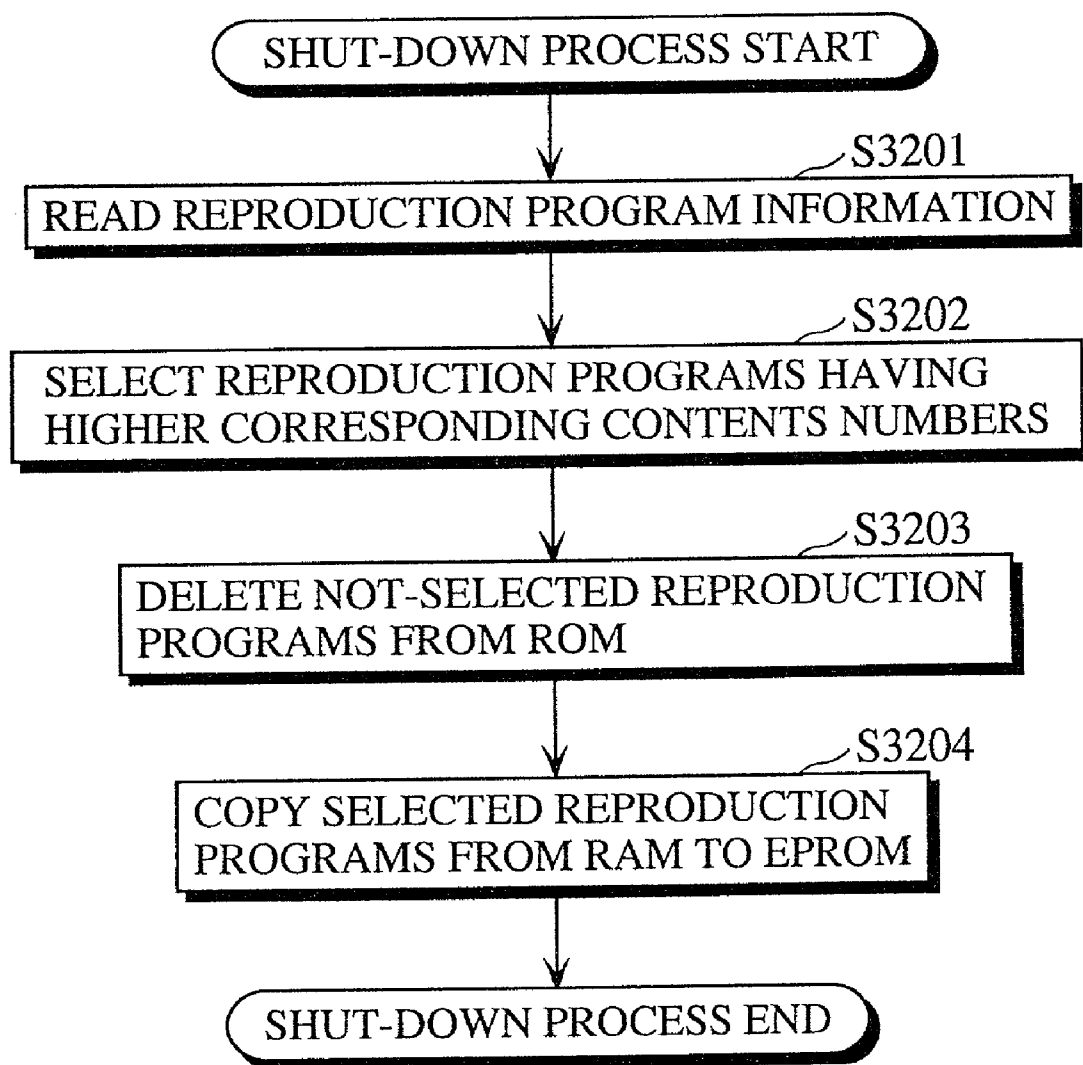 SHUT-DOWN PROCESS START
S3201
READ REPRODUCTION PROGRAM INFORMATION
S3202
SELECT REPRODUCTION PROGRAMS HAVING
HIGHER CORRESPONDING CONTENTS NUMBERS
S3203
DELETE NOT-SELECTED REPRODUCTION
PROGRAMS FROM ROM
S3204
COPY SELECTED REPRODUCTION
PROGRAMS FROM RAM TO EPROM
SHUT-DOWN PROCESS END